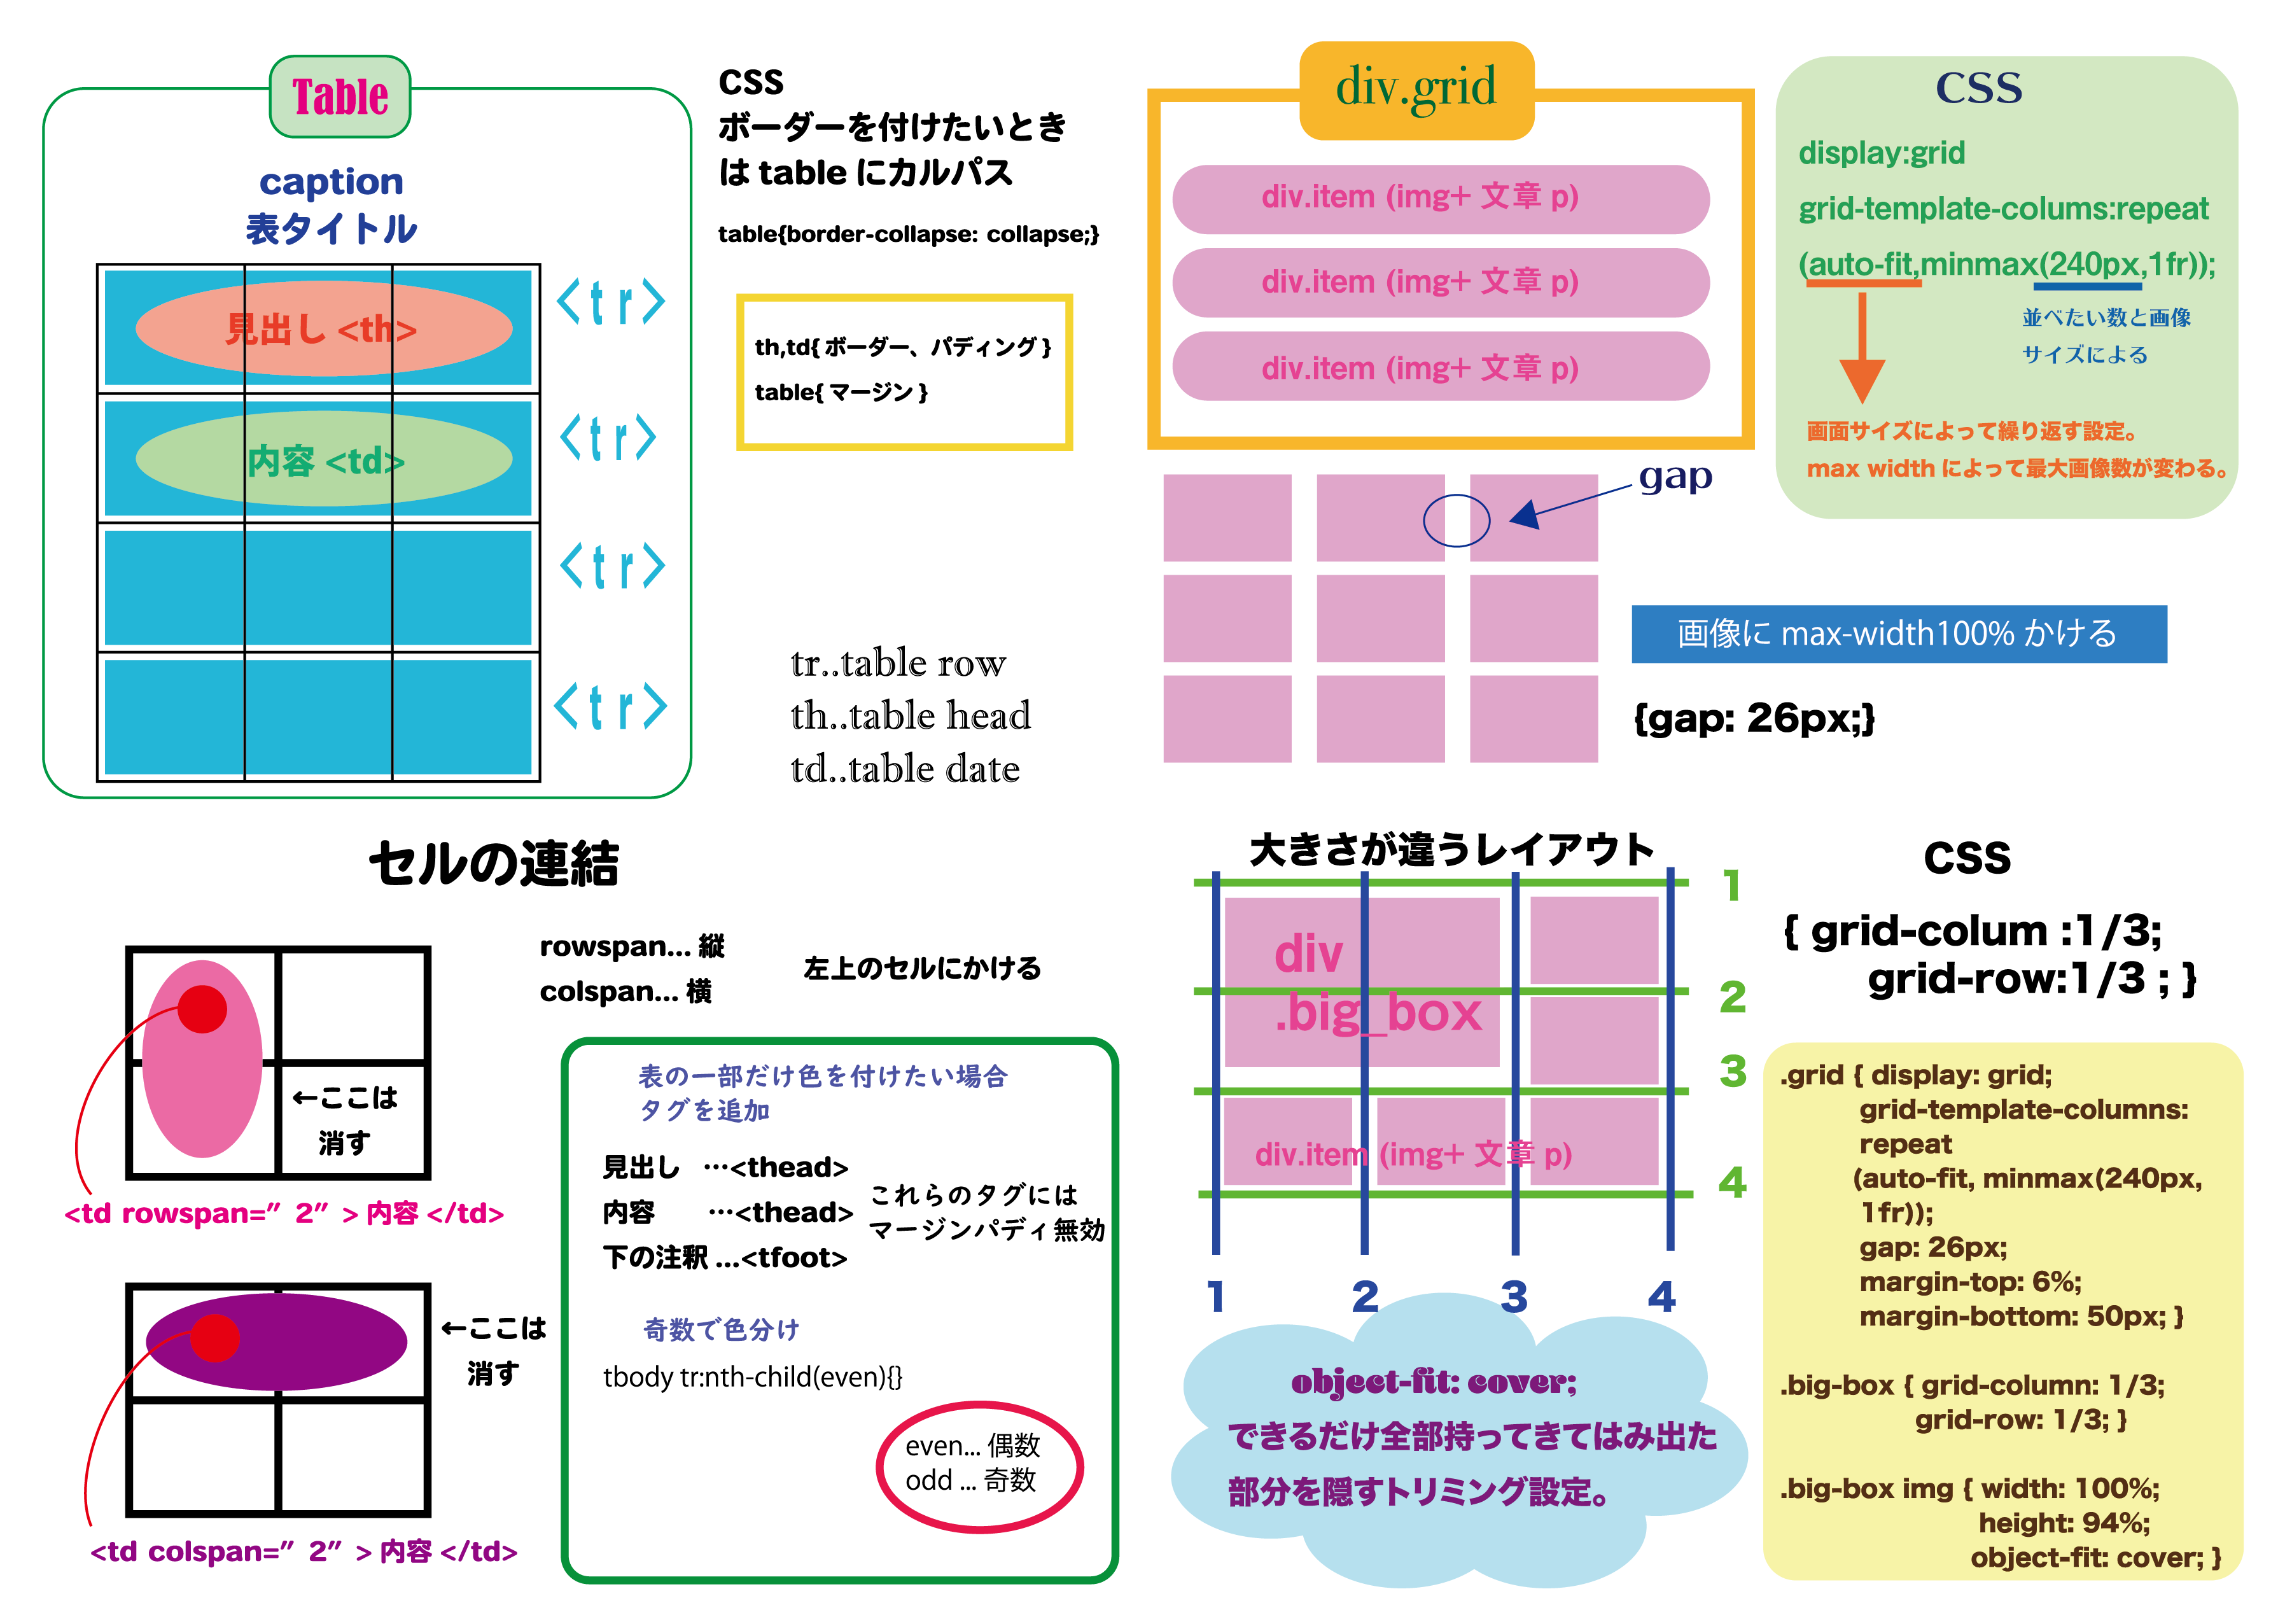 Table
caption
表タイトル
見出し <th>
<tr>
内容 <td>
<tr>
<tr>
<tr>
CSS
ボーダーを付けたいとき
は table にカルパス
table{border-collapse: collapse;}
th,td{ ボーダー、パディング }
table{ マージン }
tr..table row
th..table head
td..table date
div.grid
div.item (img+ 文章 p)
div.item (img+ 文章 p)
div.item (img+ 文章 p)
CSS
display:grid
grid-template-colums:repeat
(auto-fit,minmax(240px,1fr));
並べたい数と画像
サイズによる
画面サイズによって繰り返す設定。
max width によって最大画像数が変わる。
gap
画像に max-width100% かける
{gap: 26px;}
セルの連結
rowspan... 縦
colspan... 横
左上のセルにかける
←ここは
消す
<td rowspan=”2” > 内容 </td>
←ここは
消す
<td colspan=”2” > 内容 </td>
表の一部だけ色を付けたい場合
タグを追加
見出し …<thead>
内容 …<thead>
下の注釈 ...<tfoot>
これらのタグには
マージンパディ無効
奇数で色分け
tbody tr:nth-child(even){}
even... 偶数
odd ... 奇数
大きさが違うレイアウト
div
.big_box
div.item (img+ 文章 p)
1
2
3
4
1
2
3
4
CSS
{ grid-colum :1/3;
grid-row:1/3 ; }
object-fit: cover;
できるだけ全部持ってきてはみ出た
部分を隠すトリミング設定。
.grid { display: grid;
grid-template-columns:
repeat
(auto-fit, minmax(240px,
1fr));
gap: 26px;
margin-top: 6%;
margin-bottom: 50px; }
.big-box { grid-column: 1/3;
grid-row: 1/3; }
.big-box img { width: 100%;
height: 94%;
object-fit: cover; }